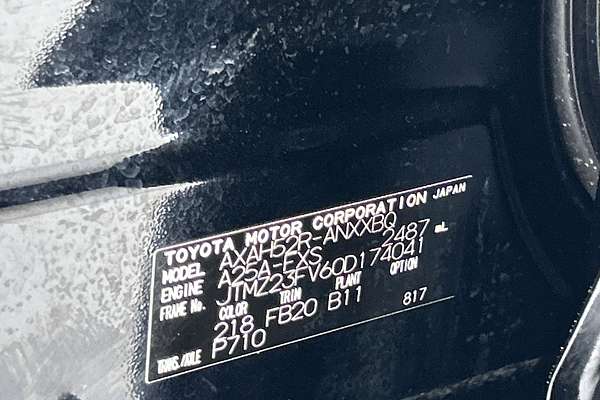 TOYOTA MOTOR CORPORATION JAPAN
MODEL AXAH52R-ANXXBQ
ENGINE A25A-FXS 2487 mL
FRAME No. JTMZ23FV60D174041
COLOR TRIM PLANT OPTION
218 FB20 B11 817
TRANS./AXLE P710